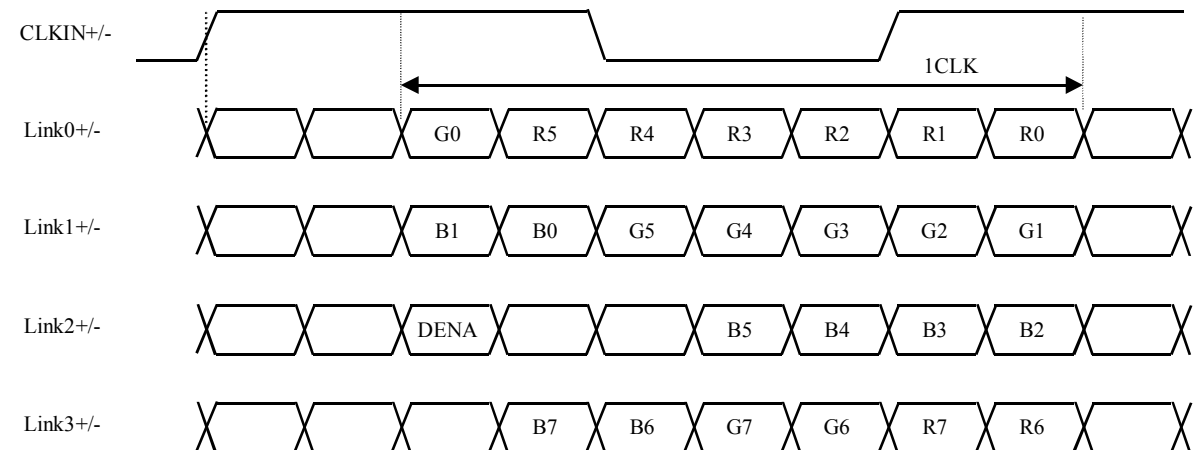 CLKIN+/-
1CLK
Link0+/- G0 R5 R4 R3 R2 R1 R0
Link1+/- B1 B0 G5 G4 G3 G2 G1
Link2+/- DENA B5 B4 B3 B2
Link3+/- B7 B6 G7 G6 R7 R6